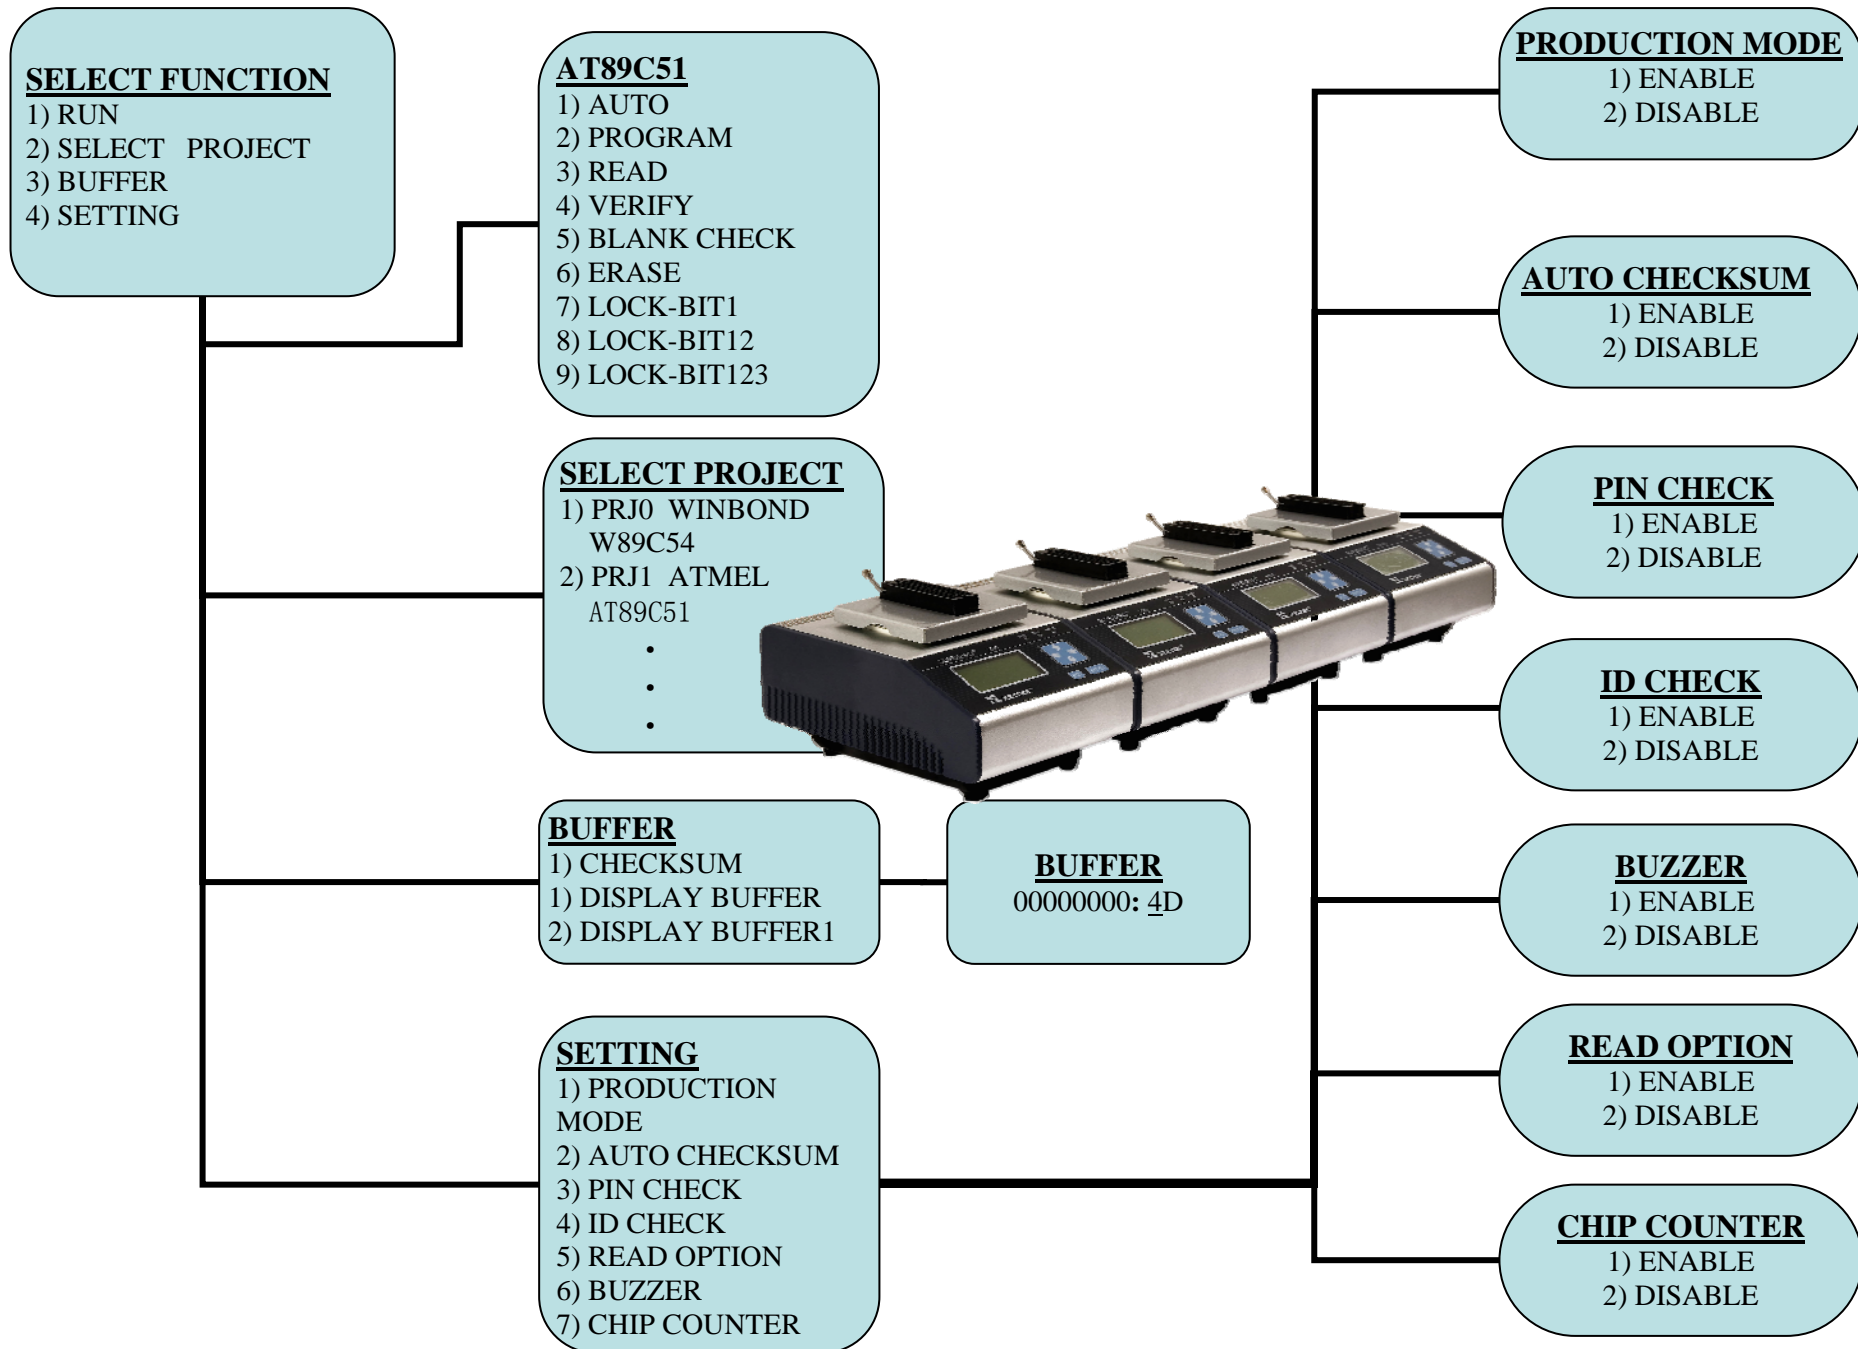 SELECT FUNCTION
1) RUN
2) SELECT PROJECT
3) BUFFER
4) SETTING
AT89C51
1) AUTO
2) PROGRAM
3) READ
4) VERIFY
5) BLANK CHECK
6) ERASE
7) LOCK-BIT1
8) LOCK-BIT12
9) LOCK-BIT123
SELECT PROJECT
1) PRJ0 WINBOND
W89C54
2) PRJ1 ATMEL
AT89C51
BUFFER
1) CHECKSUM
1) DISPLAY BUFFER
2) DISPLAY BUFFER1
BUFFER
00000000: 4D
SETTING
1) PRODUCTION
MODE
2) AUTO CHECKSUM
3) PIN CHECK
4) ID CHECK
5) READ OPTION
6) BUZZER
7) CHIP COUNTER
PRODUCTION MODE
1) ENABLE
2) DISABLE
AUTO CHECKSUM
1) ENABLE
2) DISABLE
PIN CHECK
1) ENABLE
2) DISABLE
ID CHECK
1) ENABLE
2) DISABLE
BUZZER
1) ENABLE
2) DISABLE
READ OPTION
1) ENABLE
2) DISABLE
CHIP COUNTER
1) ENABLE
2) DISABLE